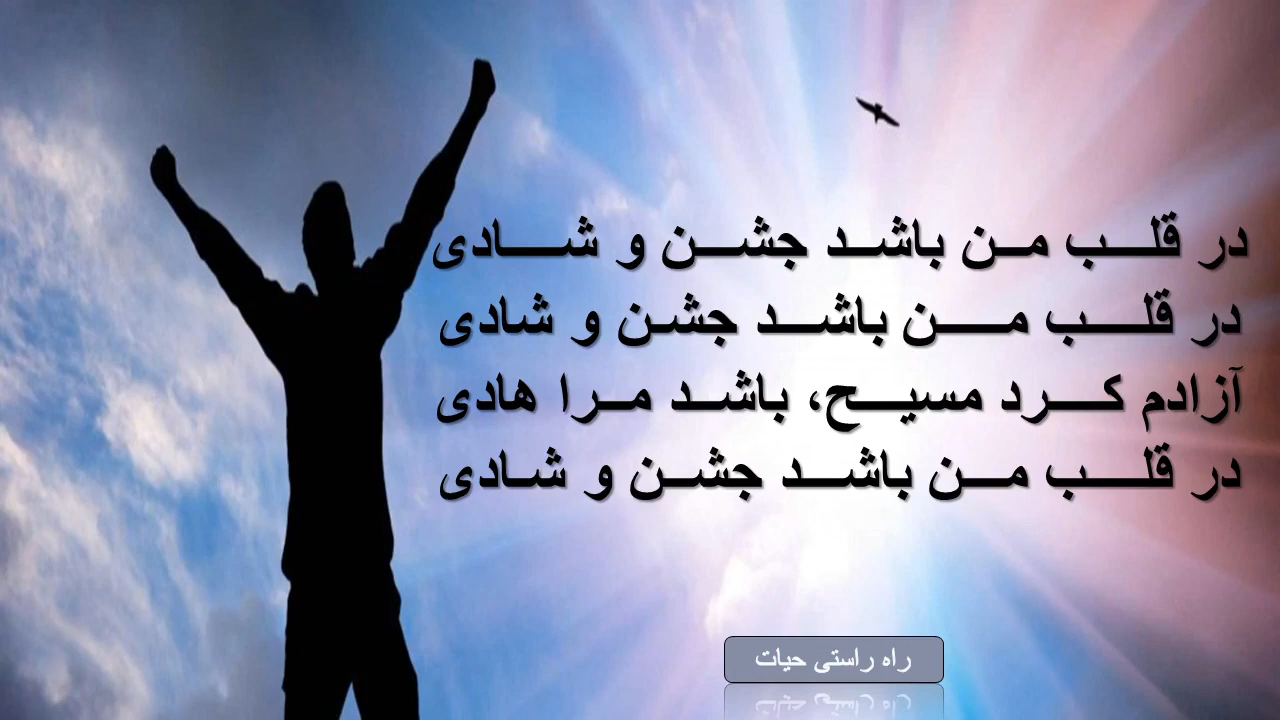 در قلب من باشد جشن و شادی
در قلب من باشد جشن و شادی
آزادم کرد مسیح، باشد مرا هادی
در قلب من باشد جشن و شادی
راه راستی حیات